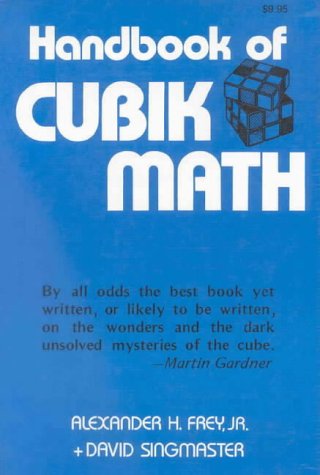 $9.95
Handbook of
CUBIK
MATH
By all odds the best book yet
written, or likely to be written,
on the wonders and the dark
unsolved mysteries of the cube.
—Martin Gardner
ALEXANDER H. FREY, JR.
+ DAVID SINGMASTER